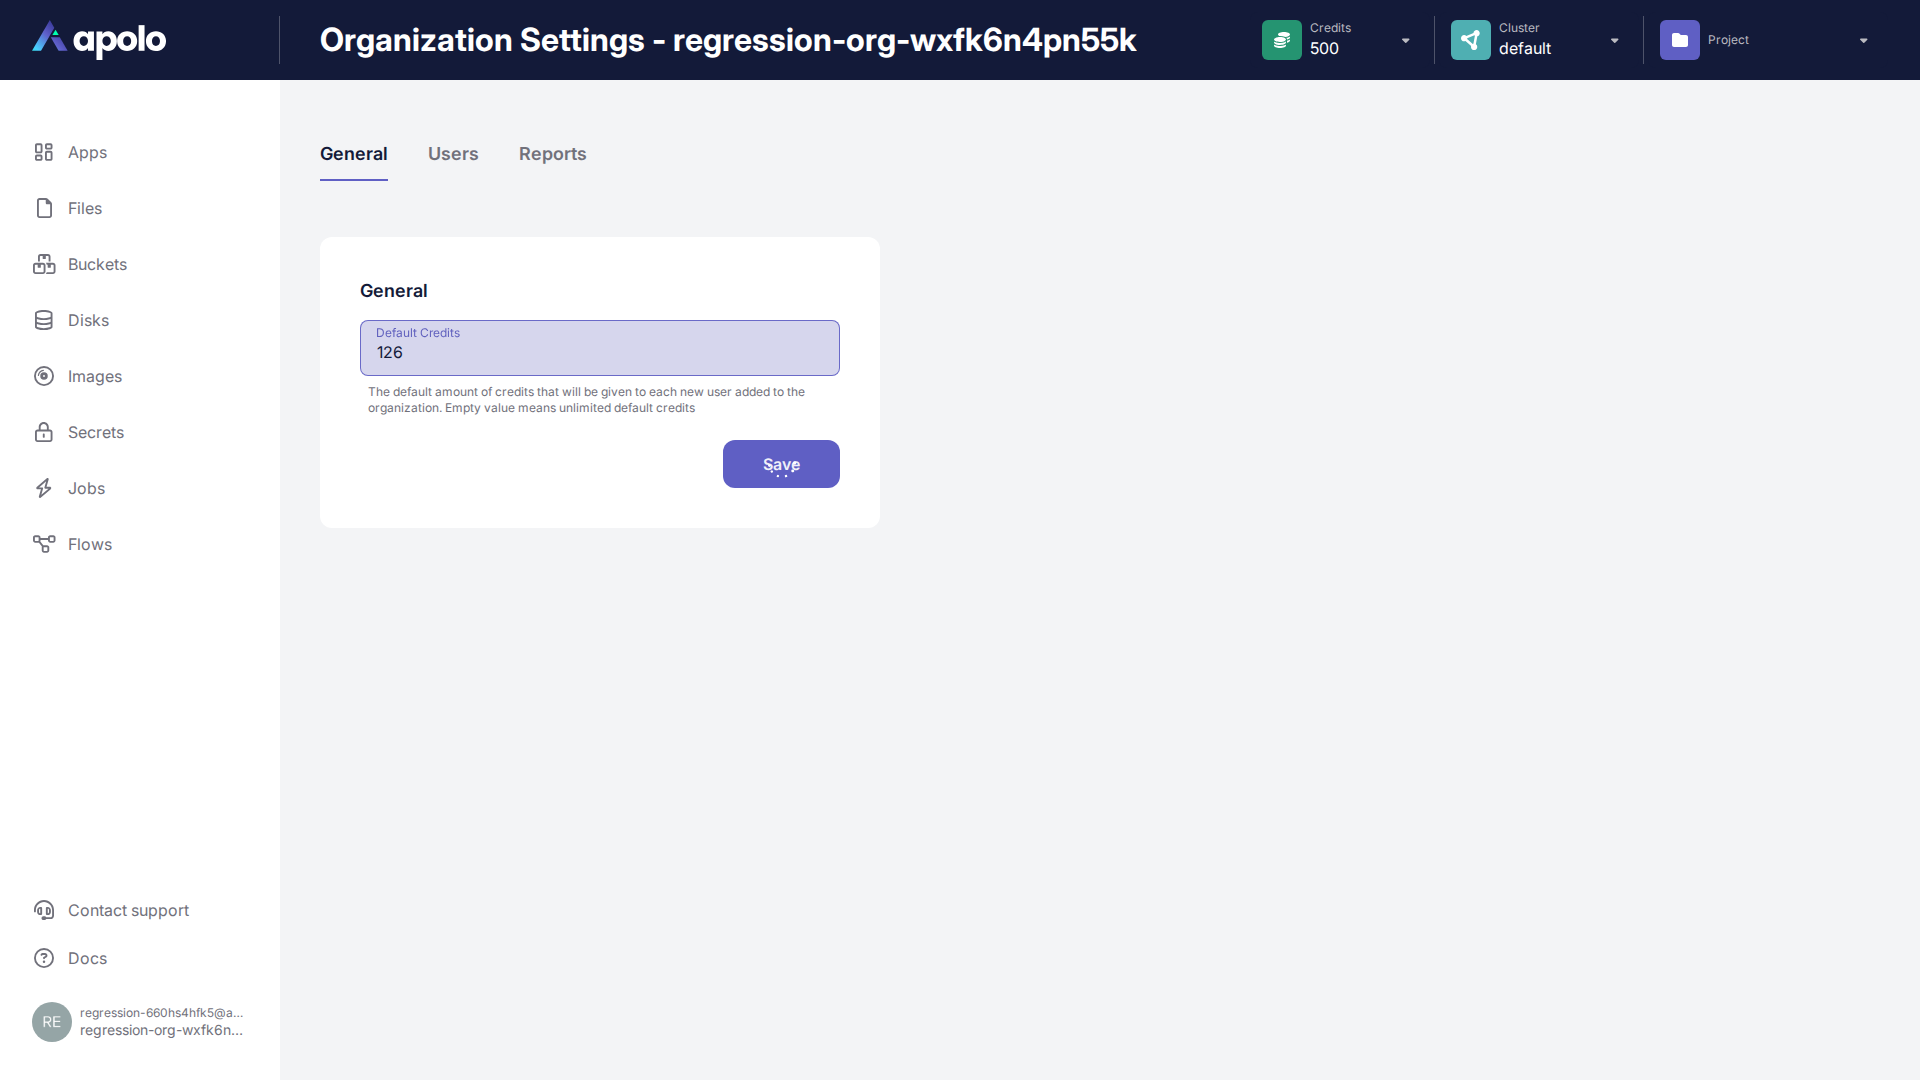 apolo
Organization Settings - regression-org-wxfk6n4pn55k
Credits
500
Cluster
default
Project
Apps
Files
Buckets
Disks
Images
Secrets
Jobs
Flows
General
Users
Reports
General
Default Credits
126
The default amount of credits that will be given to each new user added to the
organization. Empty value means unlimited default credits
Save
Contact support
Docs
RE
regression-660hs4hfk5@a...
regression-org-wxfk6n...